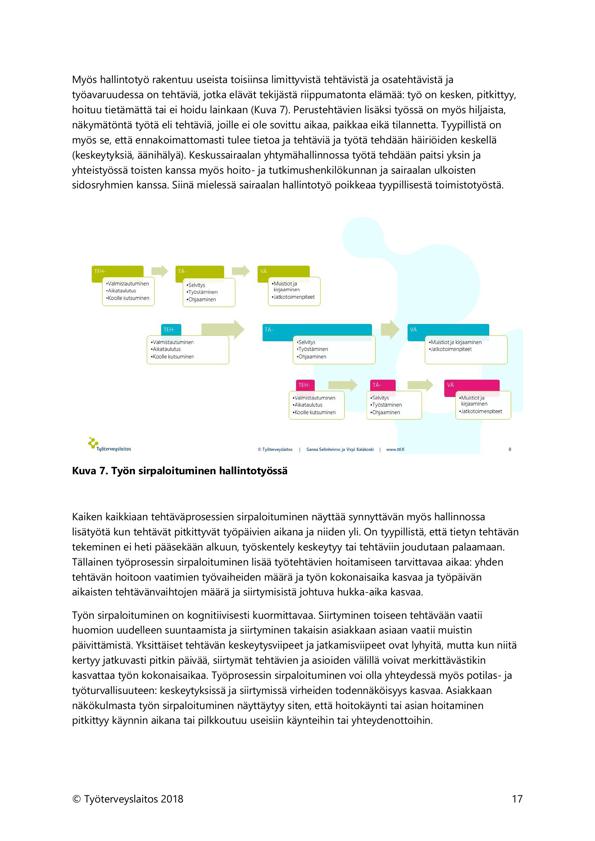 Myös hallintotyö rakentuu useista toisiinsa limittyvistä tehtävistä ja osatehtävistä ja
työavaruudessa on tehtäviä, jotka elävät tekijästä riippumatonta elämää: työ on kesken, pitkittyy,
hoituu tietämättä tai ei hoidu lainkaan (Kuva 7). Perustehtävien lisäksi työssä on myös hiljaista,
näkymätöntä työtä eli tehtäviä, joille ei ole sovittu aikaa, paikkaa eikä tilannetta. Tyypillistä on
myös se, että ennakoimattomasti tulee tietoa ja tehtäviä ja työtä tehdään häiriöiden keskellä
(keskeytyksiä, äänihälyä). Keskussairaalan yhtymähallinnossa työtä tehdään paitsi yksin ja
yhteistyössä toisten kanssa myös hoito- ja tutkimushenkilökunnan ja sairaalan ulkoisten
sidosryhmien kanssa. Siinä mielessä sairaalan hallintotyö poikkeaa tyypillisestä toimistotyöstä.
TEH-
•Valmistautuminen
•Aikataulutus
•Koolle kutsuminen
TÄ-
•Selvitys
•Työstäminen
•Ohjaaminen
VÄ
•Muistiot ja
kirjaaminen
•Jatkotoimenpiteet
TEH-
•Valmistautuminen
•Aikataulutus
•Koolle kutsuminen
TÄ-
•Selvitys
•Työstäminen
•Ohjaaminen
VÄ
•Muistiot ja kirjaaminen
•Jatkotoimenpiteet
TEH-
•Valmistautuminen
•Aikataulutus
•Koolle kutsuminen
TÄ-
•Selvitys
•Työstäminen
•Ohjaaminen
VÄ
•Muistiot ja
kirjaaminen
•Jatkotoimenpiteet
Työterveyslaitos
© Työterveyslaitos | Sanna Selinheimo ja Virpi Kalakoski | www.ttl.fi
8
Kuva 7. Työn sirpaloituminen hallintotyössä
Kaiken kaikkiaan tehtäväprosessien sirpaloituminen näyttää synnyttävän myös hallinnossa
lisätyötä kun tehtävät pitkittyvät työpäivien aikana ja niiden yli. On tyypillistä, että tietyn tehtävän
tekeminen ei heti pääsekään alkuun, työskentely keskeytyy tai tehtäviin joudutaan palaamaan.
Tällainen työprosessin sirpaloituminen lisää työtehtävien hoitamiseen tarvittavaa aikaa: yhden
tehtävän hoitoon vaatimien työvaiheiden määrä ja työn kokonaisaika kasvaa ja työpäivän
aikaisten tehtävänvaihtojen määrä ja siirtymisistä johtuva hukka-aika kasvaa.
Työn sirpaloituminen on kognitiivisesti kuormittavaa. Siirtyminen toiseen tehtävään vaatii
huomion uudelleen suuntaamista ja siirtyminen takaisin asiakkaan asiaan vaatii muistin
päivittämistä. Yksittäiset tehtävän keskeytysviipeet ja jatkamisviipeet ovat lyhyitä, mutta kun niitä
kertyy jatkuvasti pitkin päivää, siirtymät tehtävien ja asioiden välillä voivat merkittävästikin
kasvattaa työn kokonaisaikaa. Työprosessin sirpaloituminen voi olla yhteydessä myös potilas- ja
työturvallisuuteen: keskeytyksissä ja siirtymissä virheiden todennäköisyys kasvaa. Asiakkaan
näkökulmasta työn sirpaloituminen näyttäytyy siten, että hoitokäynti tai asian hoitaminen
pitkittyy käynnin aikana tai pilkkoutuu useisiin käynteihin tai yhteydenottoihin.
© Työterveyslaitos 2018
17